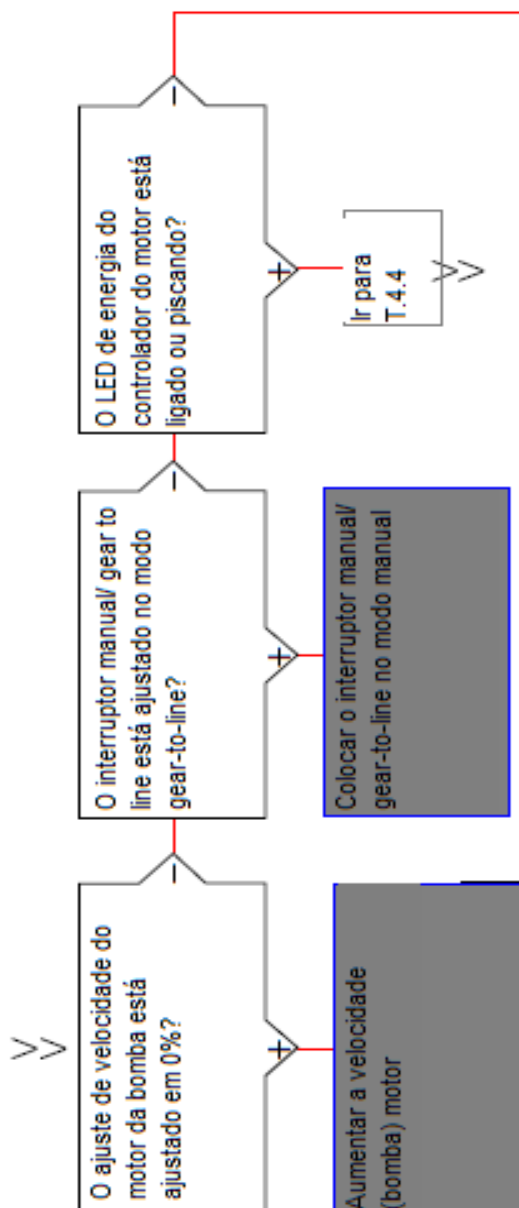 O ajuste de velocidade do
motor da bomba está
ajustado em 0%?
−
+
Aumentar a velocidade
(bomba) motor
O interruptor manual/ gear to
line está ajustado no modo
gear-to-line?
−
+
Colocar o interruptor manual/
gear-to-line no modo manual
O LED de energia do
controlador do motor está
ligado ou piscando?
−
+
Ir para
T.4.4